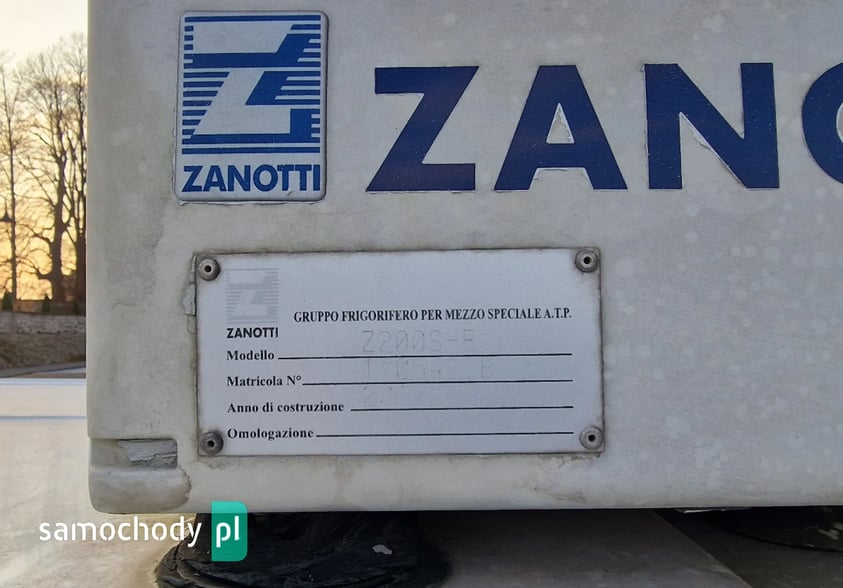 ZANOTTI
ZANO
GRUPPO FRIGORIFERO PER MEZZO SPECIALE A.T.P.
ZANOTTI
Modello Z200S-E
Matricola N°
Anno di costruzione
Omologazione
samochody pl